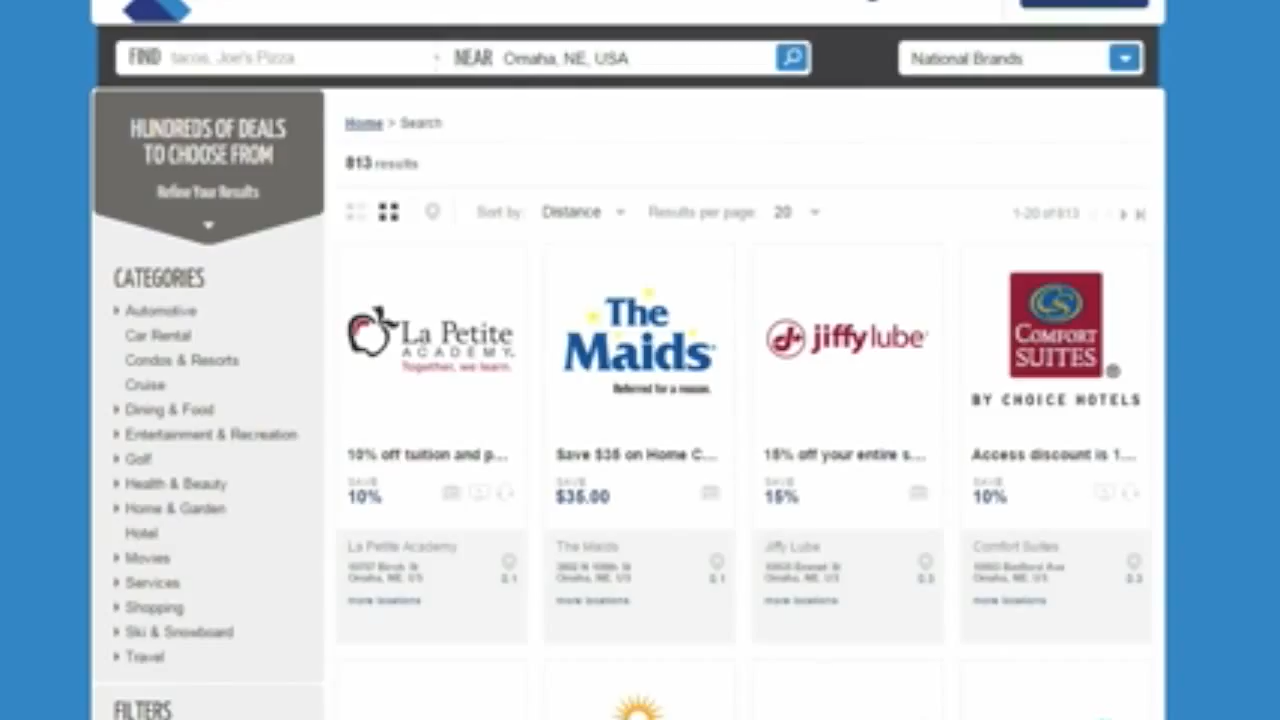 FIND tacos, Joe's Pizza NEAR Omaha, NE, USA National Brands
HUNDREDS OF DEALS
TO CHOOSE FROM
Refine Your Results
Home > Search
813 results
Sort by: Distance Results per page: 20 1-20 of 813
CATEGORIES
Automotive
Car Rental
Condos & Resorts
Cruise
Dining & Food
Entertainment & Recreation
Golf
Health & Beauty
Home & Garden
Hotel
Movies
Services
Shopping
Ski & Snowboard
Travel
FILTERS
La Petite
ACADEMY.
Together, we learn.
10% off tuition and p...
SAVE
10%
La Petite Academy
Omaha, NE, US
more locations
The
Maids
Referred for a reason.
Save $35 on Home C...
SAVE
$35.00
The Maids
Omaha, NE, US
more locations
jiffylube
15% off your entire s...
SAVE
15%
Jiffy Lube
Omaha, NE, US
more locations
COMFORT
SUITES
BY CHOICE HOTELS
Access discount is 1...
SAVE
10%
Comfort Suites
Omaha, NE, US
more locations